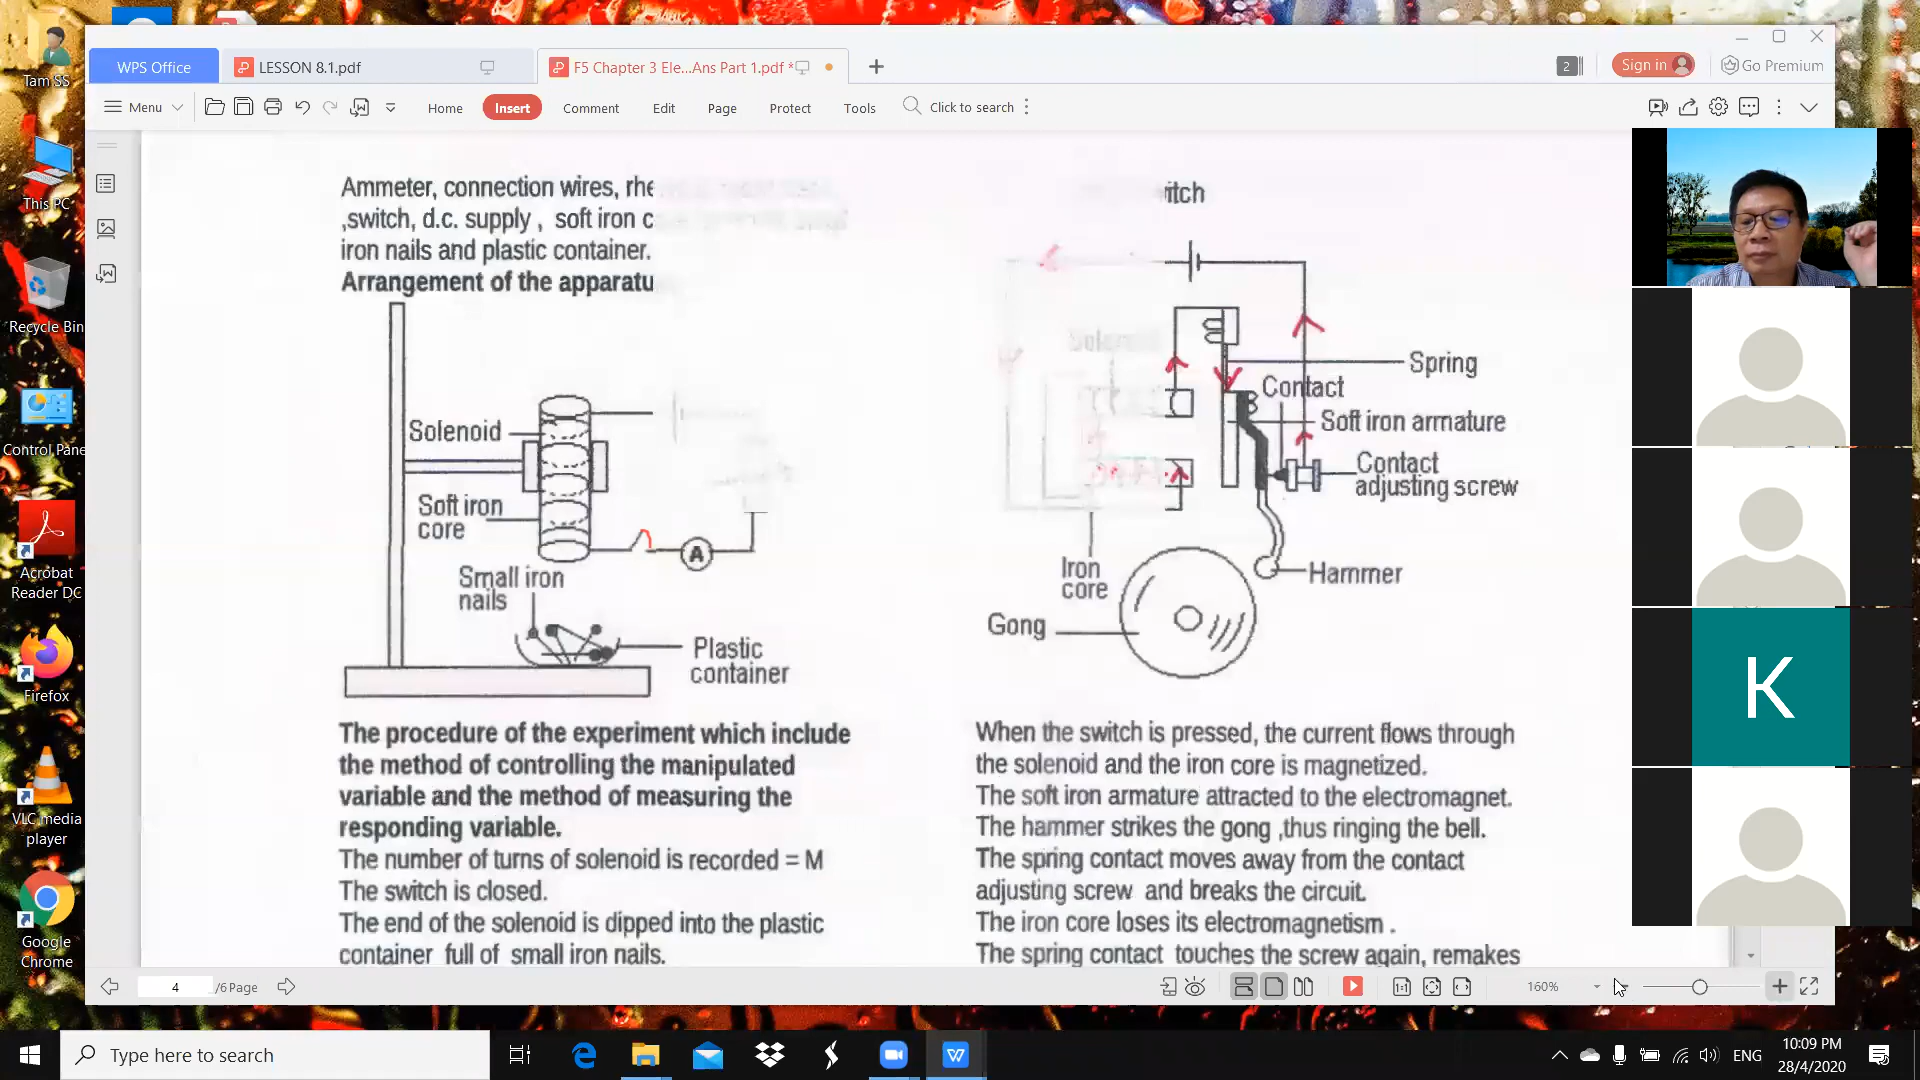 Tam SS
This PC
Recycle Bin
Control Pane
Acrobat
Reader DC
Firefox
VLC media
player
Google
Chrome
WPS Office
LESSON 8.1.pdf
F5 Chapter 3 Ele...Ans Part 1.pdf *
2
Sign in
Go Premium
Menu
Home
Insert
Comment
Edit
Page
Protect
Tools
Click to search
Ammeter, connection wires, rhe
,switch, d.c. supply , soft iron c
iron nails and plastic container.
Arrangement of the apparatu
Solenoid
Soft iron
core
A
Small iron
nails
Plastic
container
The procedure of the experiment which include
the method of controlling the manipulated
variable and the method of measuring the
responding variable.
The number of turns of solenoid is recorded = M
The switch is closed.
The end of the solenoid is dipped into the plastic
container full of small iron nails.
itch
Solenoid
Spring
Contact
Soft iron armature
Contact
adjusting screw
Iron
core
Hammer
Gong
When the switch is pressed, the current flows through
the solenoid and the iron core is magnetized.
The soft iron armature attracted to the electromagnet.
The hammer strikes the gong ,thus ringing the bell.
The spring contact moves away from the contact
adjusting screw and breaks the circuit.
The iron core loses its electromagnetism .
The spring contact touches the screw again, remakes
K
4
/6Page
160%
Type here to search
ENG
10:09 PM
28/4/2020